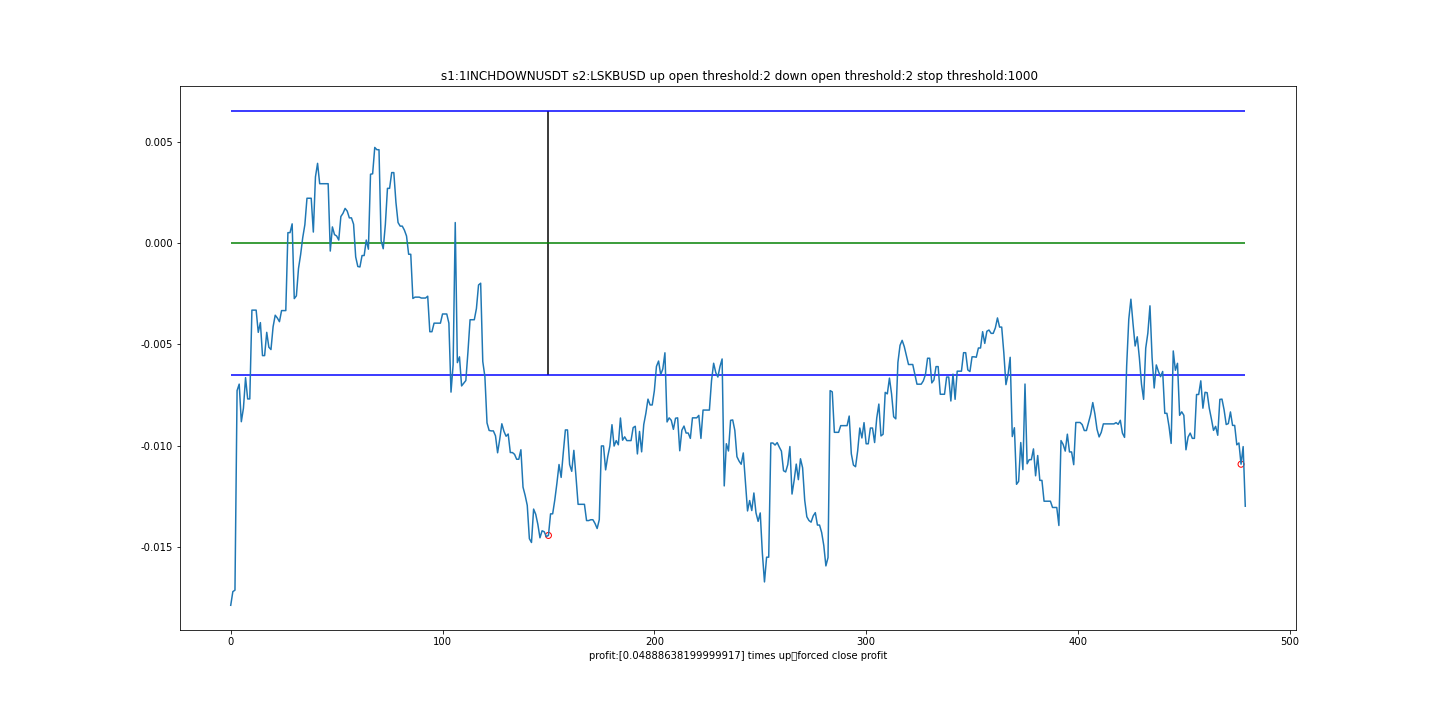 s1:1INCHDOWNUSDT s2:LSKBUSD up open threshold:2 down open threshold:2 stop threshold:1000
0.005
0.000
-0.005
-0.010
-0.015
0 100 200 300 400 500
profit:[0.04888638199999917] times up▯forced close profit